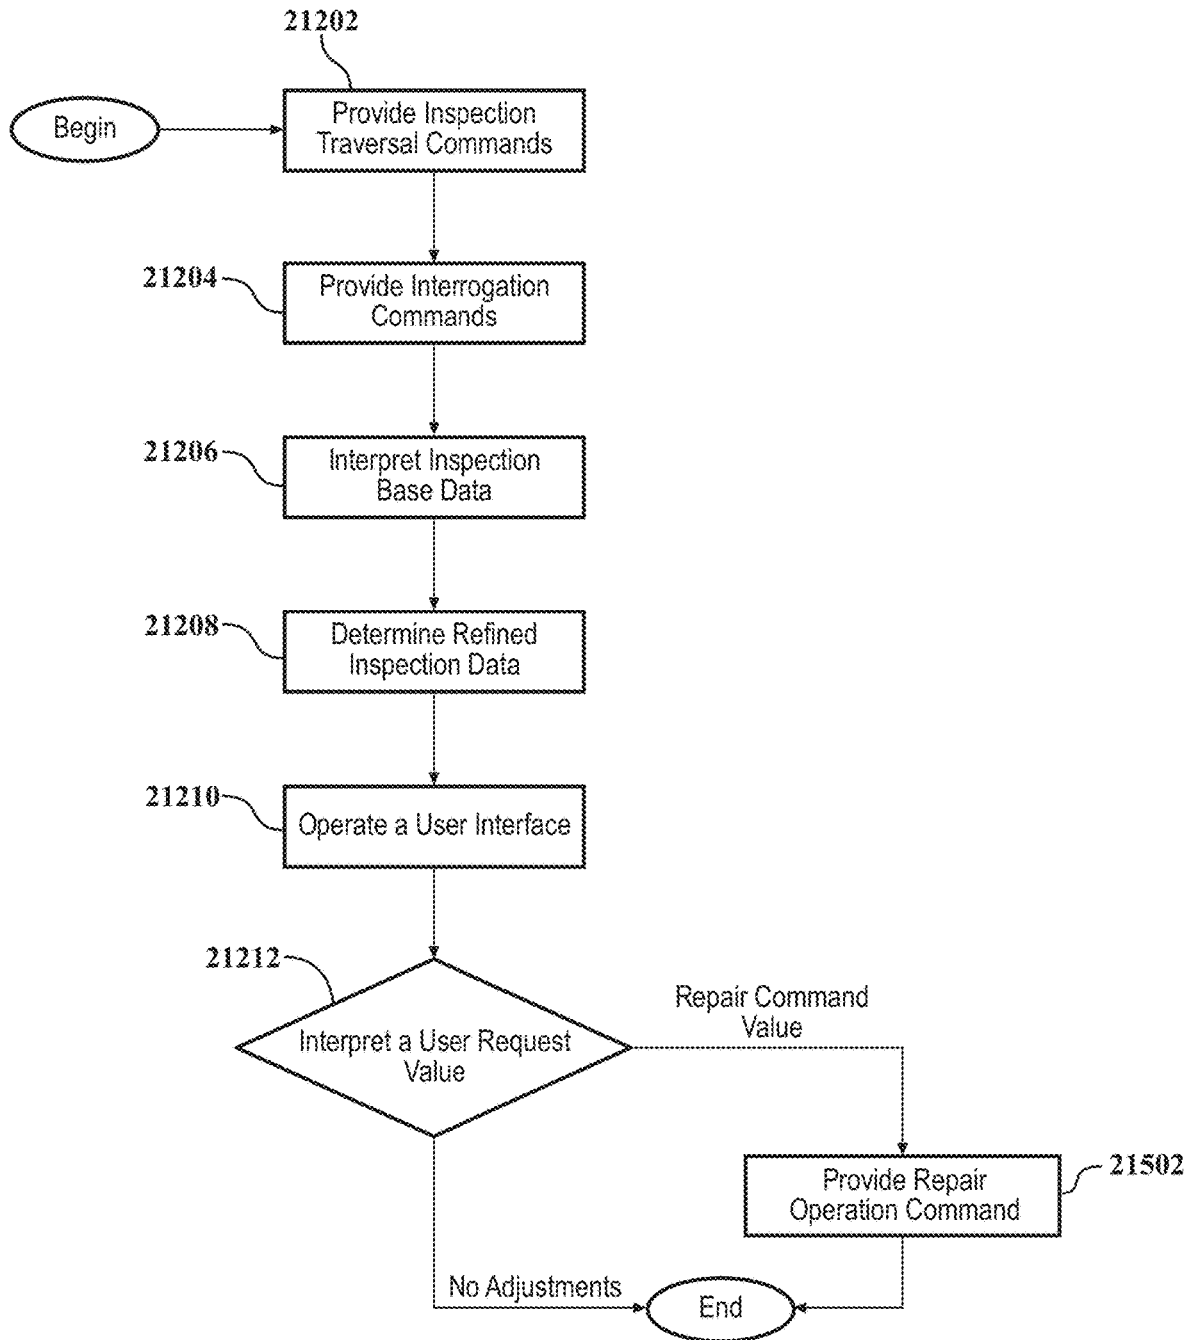 21202
Begin
Provide Inspection
Traversal Commands
21204
Provide Interrogation
Commands
21206
Interpret Inspection
Base Data
21208
Determine Refined
Inspection Data
21210
Operate a User Interface
21212
Interpret a User Request
Value
Repair Command
Value
21502
Provide Repair
Operation Command
No Adjustments
End